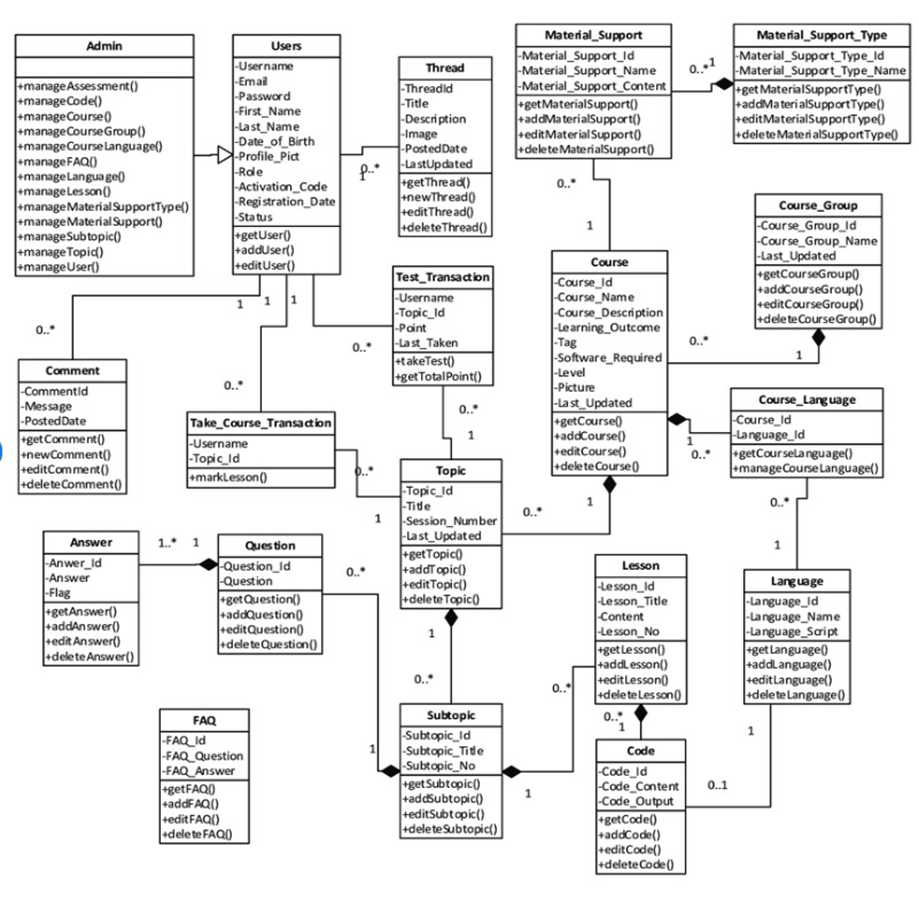 Admin
+manageAssessment()
+manageCode()
+manageCourse()
+manageCourseGroup()
+manageCourseLanguage()
+manageFAQ()
+manageLanguage()
+manageLesson()
+manageMaterialSupportType()
+manageMaterialSupport()
+manageSubtopic()
+manageTopic()
+manageUser()
Users
-Username
-Email
-Password
-First_Name
-Last_Name
-Date_of_Birth
-Profile_Pict
-Role
-Activation_Code
-Registration_Date
-Status
+getUser()
+addUser()
+editUser()
0..*
1
Thread
-ThreadId
-Title
-Description
-Image
-PostedDate
-LastUpdated
+getThread()
+newThread()
+editThread()
+deleteThread()
Material_Support
-Material_Support_Id
-Material_Support_Name
-Material_Support_Content
+getMaterialSupport()
+addMaterialSupport()
+editMaterialSupport()
+deleteMaterialSupport()
0..*
1
Material_Support_Type
-Material_Support_Type_Id
-Material_Support_Type_Name
+getMaterialSupportType()
+addMaterialSupportType()
+editMaterialSupportType()
+deleteMaterialSupportType()
0..*
1
Course_Group
-Course_Group_Id
-Course_Group_Name
-Last_Updated
+getCourseGroup()
+addCourseGroup()
+editCourseGroup()
+deleteCourseGroup()
0..*
1
Course
-Course_Id
-Course_Name
-Course_Description
-Learning_Outcome
-Tag
-Software_Required
-Level
-Picture
-Last_Updated
+getCourse()
+addCourse()
+editCourse()
+deleteCourse()
1
0..*
Course_Language
-Course_Id
-Language_Id
+getCourseLanguage()
+manageCourseLanguage()
0..*
1
Test_Transaction
-Username
-Topic_Id
-Point
-Last_Taken
+takeTest()
+getTotalPoint()
1
1
1
0..*
0..*
0..*
Comment
-CommentId
-Message
-PostedDate
+getComment()
+newComment()
+editComment()
+deleteComment()
Take_Course_Transaction
-Username
-Topic_Id
+markLesson()
0..*
1
0..*
1
Topic
-Topic_Id
-Title
-Session_Number
-Last_Updated
+getTopic()
+addTopic()
+editTopic()
+deleteTopic()
0..*
1
Answer
-Anwer_Id
-Answer
-Flag
+getAnswer()
+addAnswer()
+editAnswer()
+deleteAnswer()
1..*
1
Question
-Question_Id
-Question
+getQuestion()
+addQuestion()
+editQuestion()
+deleteQuestion()
0..*
1
1
0..*
Lesson
-Lesson_Id
-Lesson_Title
-Content
-Lesson_No
+getLesson()
+addLesson()
+editLesson()
+deleteLesson()
0..*
1
Language
-Language_Id
-Language_Name
-Language_Script
+getLanguage()
+addLanguage()
+editLanguage()
+deleteLanguage()
1
0..1
FAQ
-FAQ_Id
-FAQ_Question
-FAQ_Answer
+getFAQ()
+addFAQ()
+editFAQ()
+deleteFAQ()
Subtopic
-Subtopic_Id
-Subtopic_Title
-Subtopic_No
+getSubtopic()
+addSubtopic()
+editSubtopic()
+deleteSubtopic()
0..*
1
Code
-Code_Id
-Code_Content
-Code_Output
+getCode()
+addCode()
+editCode()
+deleteCode()